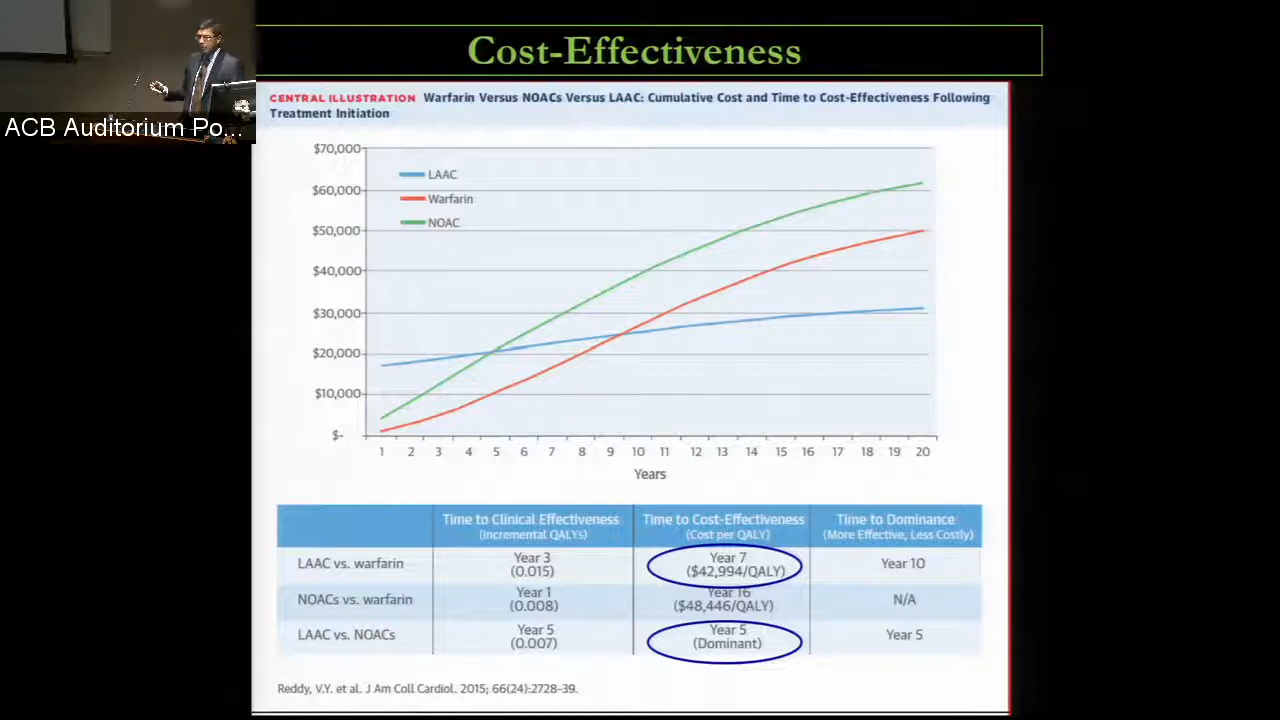 Cost-Effectiveness
ACB Auditorium Po...
CENTRAL ILLUSTRATION Warfarin Versus NOACs Versus LAAC: Cumulative Cost and Time to Cost-Effectiveness Following
Treatment Initiation
$70,000
$60,000
$50,000
$40,000
$30,000
$20,000
$10,000
$-
LAAC
Warfarin
NOAC
1 2 3 4 5 6 7 8 9 10 11 12 13 14 15 16 17 18 19 20
Years
Time to Clinical Effectiveness Time to Cost-Effectiveness Time to Dominance
(Incremental QALYs) (Cost per QALY) (More Effective, Less Costly)
LAAC vs. warfarin Year 3 Year 7 Year 10
(0.015) ($42,994/QALY)
NOACs vs. warfarin Year 1 Year 16 N/A
(0.008) ($48,446/QALY)
LAAC vs. NOACs Year 5 Year 5 Year 5
(0.007) (Dominant)
Reddy, V.Y. et al. J Am Coll Cardiol. 2015; 66(24):2728-39.